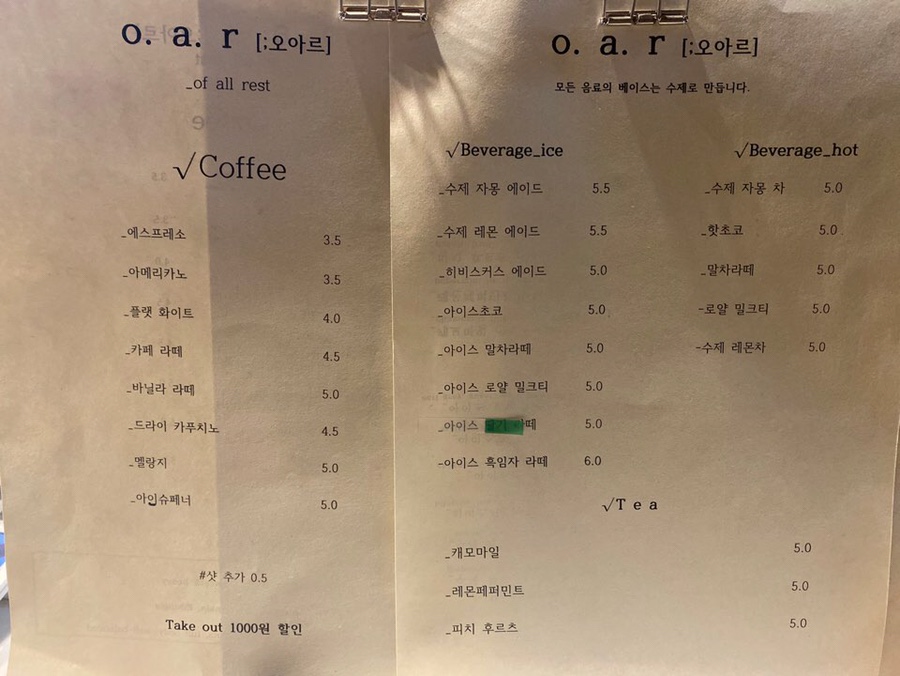 o. a. r [;오아르]
_of all rest
√Coffee
_에스프레소 3.5
_아메리카노 3.5
_플랫 화이트 4.0
_카페 라떼 4.5
_바닐라 라떼 5.0
_드라이 카푸치노 4.5
_멜랑지 5.0
_아인슈페너 5.0
#샷 추가 0.5
Take out 1000원 할인
o. a. r [;오아르]
모든 음료의 베이스는 수제로 만듭니다.
√Beverage_ice
_수제 자몽 에이드 5.5
_수제 레몬 에이드 5.5
_히비스커스 에이드 5.0
_아이스초코 5.0
_아이스 말차라떼 5.0
_아이스 로얄 밀크티 5.0
_아이스 라떼 5.0
-아이스 흑임자 라떼 6.0
√Beverage_hot
_수제 자몽 차 5.0
_핫초코 5.0
_말차라떼 5.0
-로얄 밀크티 5.0
-수제 레몬차 5.0
√T e a
_캐모마일 5.0
_레몬페퍼민트 5.0
_피치 후르츠 5.0